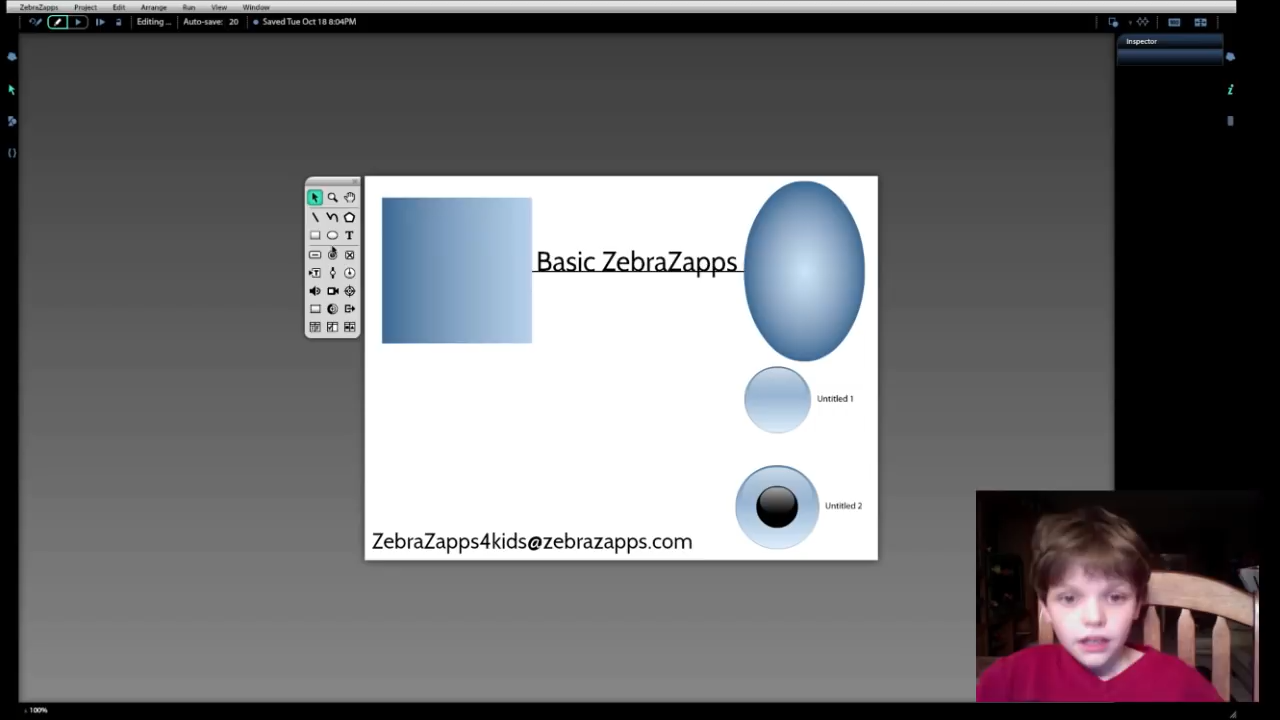 ZebraZapps Project Edit Arrange Run View Window
Editing ... Auto-save: 20 Saved Tue Oct 18 8:04PM
Inspector
Basic ZebraZapps
Untitled 1
Untitled 2
ZebraZapps4kids@zebrazapps.com
100%